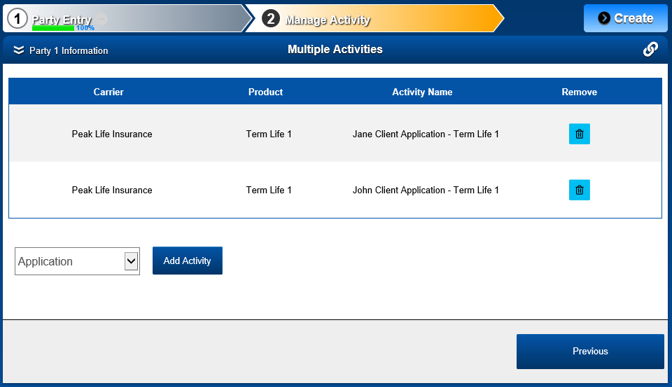 1 Party Entry 100% 2 Manage Activity Create
Party 1 Information Multiple Activities
Carrier Product Activity Name Remove
Peak Life Insurance Term Life 1 Jane Client Application - Term Life 1
Peak Life Insurance Term Life 1 John Client Application - Term Life 1
Application Add Activity
Previous